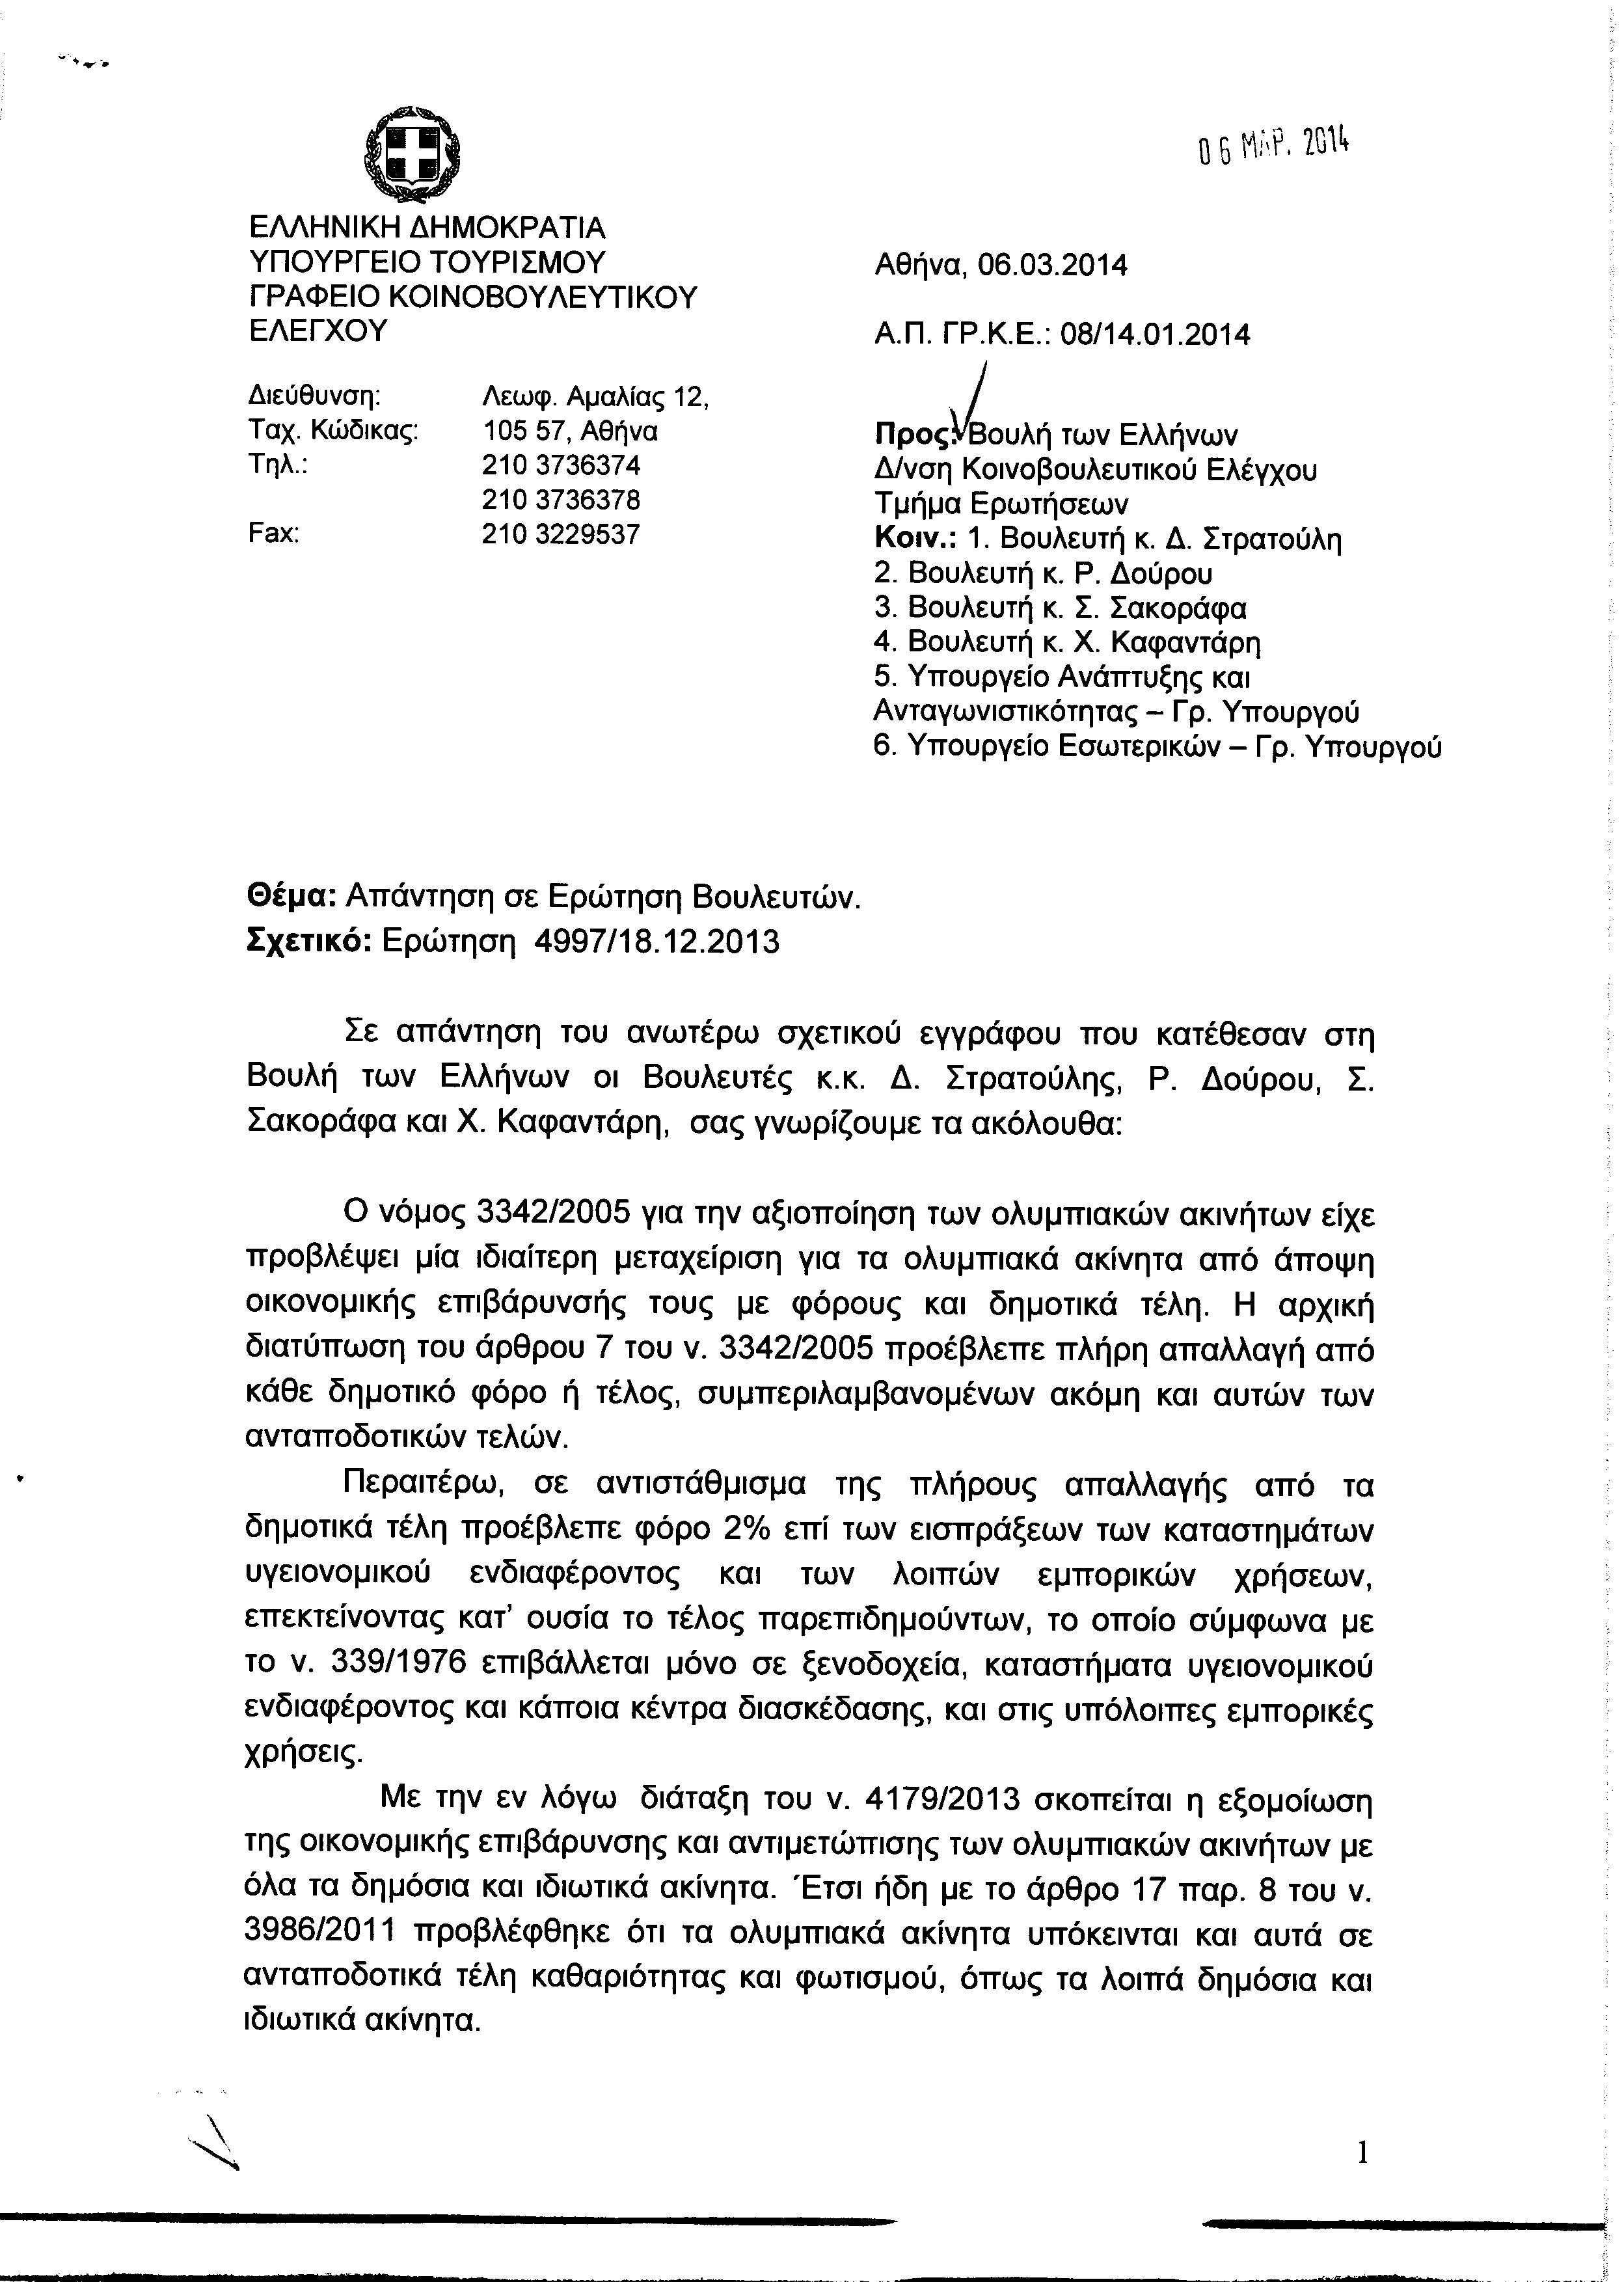 06 ΜΑΡ. 2014
ΕΛΛΗΝΙΚΗ ΔΗΜΟΚΡΑΤΙΑ
ΥΠΟΥΡΓΕΙΟ ΤΟΥΡΙΣΜΟΥ
ΓΡΑΦΕΙΟ ΚΟΙΝΟΒΟΥΛΕΥΤΙΚΟΥ
ΕΛΕΓΧΟΥ
Διεύθυνση: Λεωφ. Αμαλίας 12,
Ταχ. Κώδικας: 105 57, Αθήνα
Τηλ.: 210 3736374
210 3736378
Fax: 210 3229537
Αθήνα, 06.03.2014
Α.Π. ΓΡ.Κ.Ε.: 08/14.01.2014
Προς: Βουλή των Ελλήνων
Δ/νση Κοινοβουλευτικού Ελέγχου
Τμήμα Ερωτήσεων
Κοιν.: 1. Βουλευτή κ. Δ. Στρατούλη
2. Βουλευτή κ. Ρ. Δούρου
3. Βουλευτή κ. Σ. Σακοράφα
4. Βουλευτή κ. Χ. Καφαντάρη
5. Υπουργείο Ανάπτυξης και
Ανταγωνιστικότητας – Γρ. Υπουργού
6. Υπουργείο Εσωτερικών – Γρ. Υπουργού
Θέμα: Απάντηση σε Ερώτηση Βουλευτών.
Σχετικό: Ερώτηση 4997/18.12.2013
Σε απάντηση του ανωτέρω σχετικού εγγράφου που κατέθεσαν στη
Βουλή των Ελλήνων οι Βουλευτές κ.κ. Δ. Στρατούλης, Ρ. Δούρου, Σ.
Σακοράφα και Χ. Καφαντάρη, σας γνωρίζουμε τα ακόλουθα:
Ο νόμος 3342/2005 για την αξιοποίηση των ολυμπιακών ακινήτων είχε
προβλέψει μία ιδιαίτερη μεταχείριση για τα ολυμπιακά ακίνητα από άποψη
οικονομικής επιβάρυνσής τους με φόρους και δημοτικά τέλη. Η αρχική
διατύπωση του άρθρου 7 του ν. 3342/2005 προέβλεπε πλήρη απαλλαγή από
κάθε δημοτικό φόρο ή τέλος, συμπεριλαμβανομένων ακόμη και αυτών των
ανταποδοτικών τελών.
Περαιτέρω, σε αντιστάθμισμα της πλήρους απαλλαγής από τα
δημοτικά τέλη προέβλεπε φόρο 2% επί των εισπράξεων των καταστημάτων
υγειονομικού ενδιαφέροντος και των λοιπών εμπορικών χρήσεων,
επεκτείνοντας κατ’ ουσία το τέλος παρεπιδημούντων, το οποίο σύμφωνα με
το ν. 339/1976 επιβάλλεται μόνο σε ξενοδοχεία, καταστήματα υγειονομικού
ενδιαφέροντος και κάποια κέντρα διασκέδασης, και στις υπόλοιπες εμπορικές
χρήσεις.
Με την εν λόγω διάταξη του ν. 4179/2013 σκοπείται η εξομοίωση
της οικονομικής επιβάρυνσης και αντιμετώπισης των ολυμπιακών ακινήτων με
όλα τα δημόσια και ιδιωτικά ακίνητα. Έτσι ήδη με το άρθρο 17 παρ. 8 του ν.
3986/2011 προβλέφθηκε ότι τα ολυμπιακά ακίνητα υπόκεινται και αυτά σε
ανταποδοτικά τέλη καθαριότητας και φωτισμού, όπως τα λοιπά δημόσια και
ιδιωτικά ακίνητα.
1